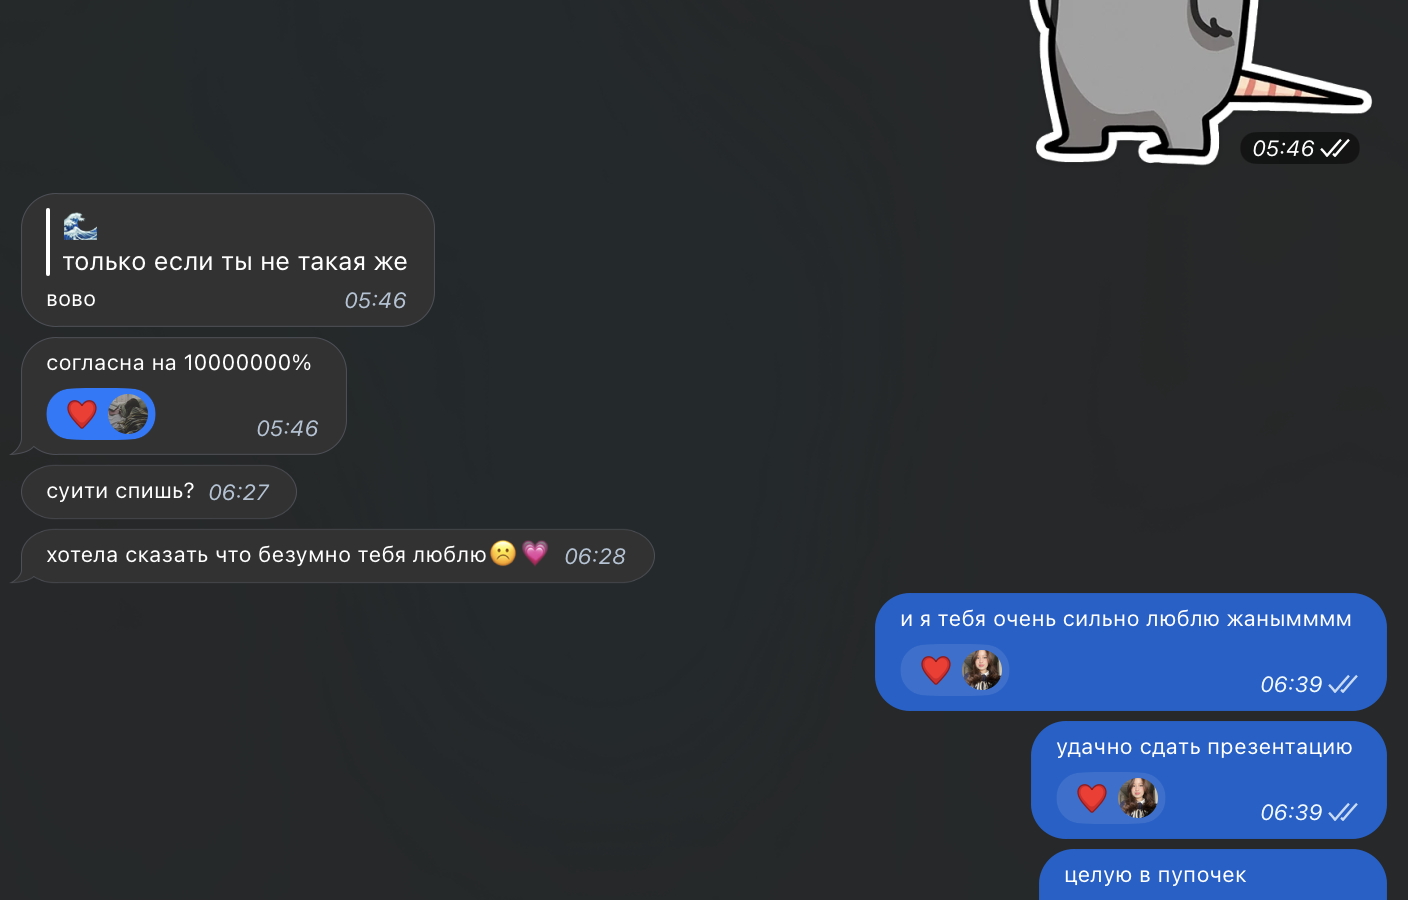 05:46
🌊
только если ты не такая же
вово 05:46
согласна на 10000000%
❤️ 05:46
суити спишь? 06:27
хотела сказать что безумно тебя люблю☹️💗 06:28
и я тебя очень сильно люблю жанымммм
❤️ 06:39
удачно сдать презентацию
❤️ 06:39
целую в пупочек